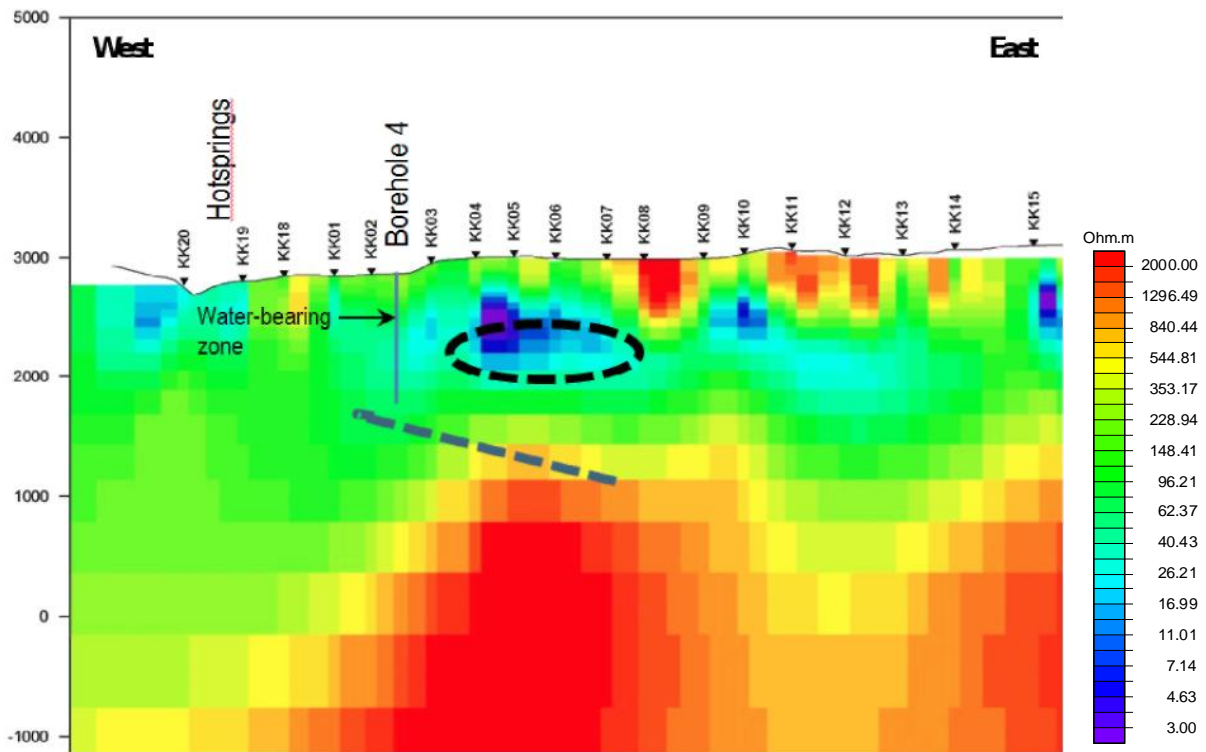 5000
West
East
4000
Hotsprings
Borehole 4
KK20
KK19
KK18
KK01
KK02
KK03
KK04
KK05
KK06
KK07
KK08
KK09
KK10
KK11
KK12
KK13
KK14
KK15
3000
Water-bearing
zone
2000
1000
0
-1000
Ohm.m
2000.00
1296.49
840.44
544.81
353.17
228.94
148.41
96.21
62.37
40.43
26.21
16.99
11.01
7.14
4.63
3.00